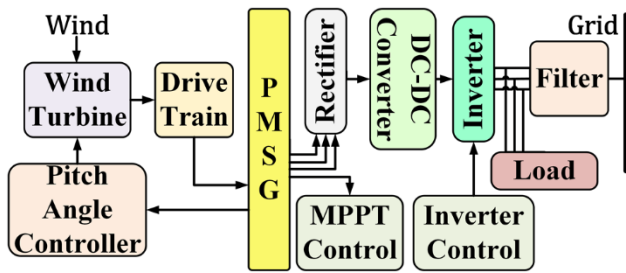 Wind
Grid
Wind
Turbine
Drive
Train
P
M
S
G
Rectifier
DC-DC
Converter
Inverter
Filter
Load
Pitch
Angle
Controller
MPPT
Control
Inverter
Control